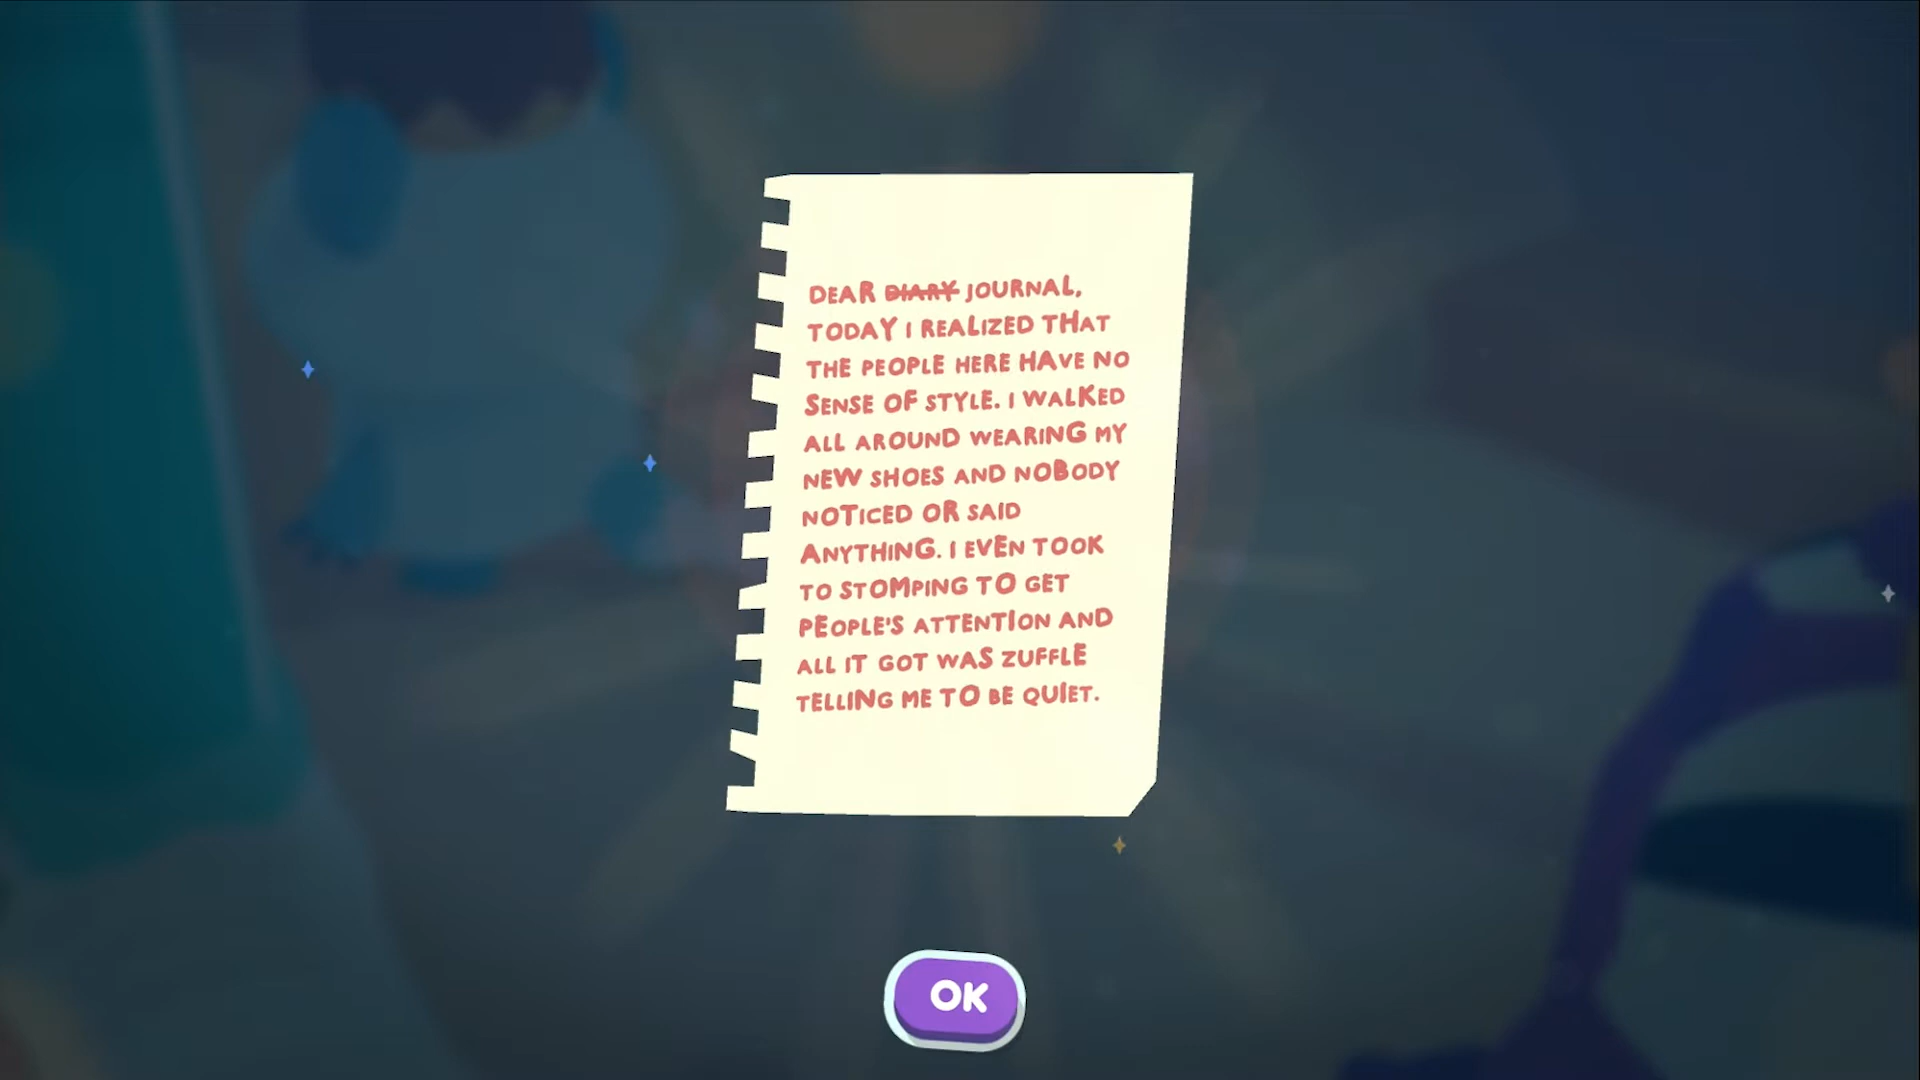 DEAR DIARY JOURNAL,
TODAY I REALIZED THAT
THE PEOPLE HERE HAVE NO
SENSE OF STYLE. I WALKED
ALL AROUND WEARING MY
NEW SHOES AND NOBODY
NOTICED OR SAID
ANYTHING. I EVEN TOOK
TO STOMPING TO GET
PEOPLE'S ATTENTION AND
ALL IT GOT WAS ZUFFLE
TELLING ME TO BE QUIET.
OK